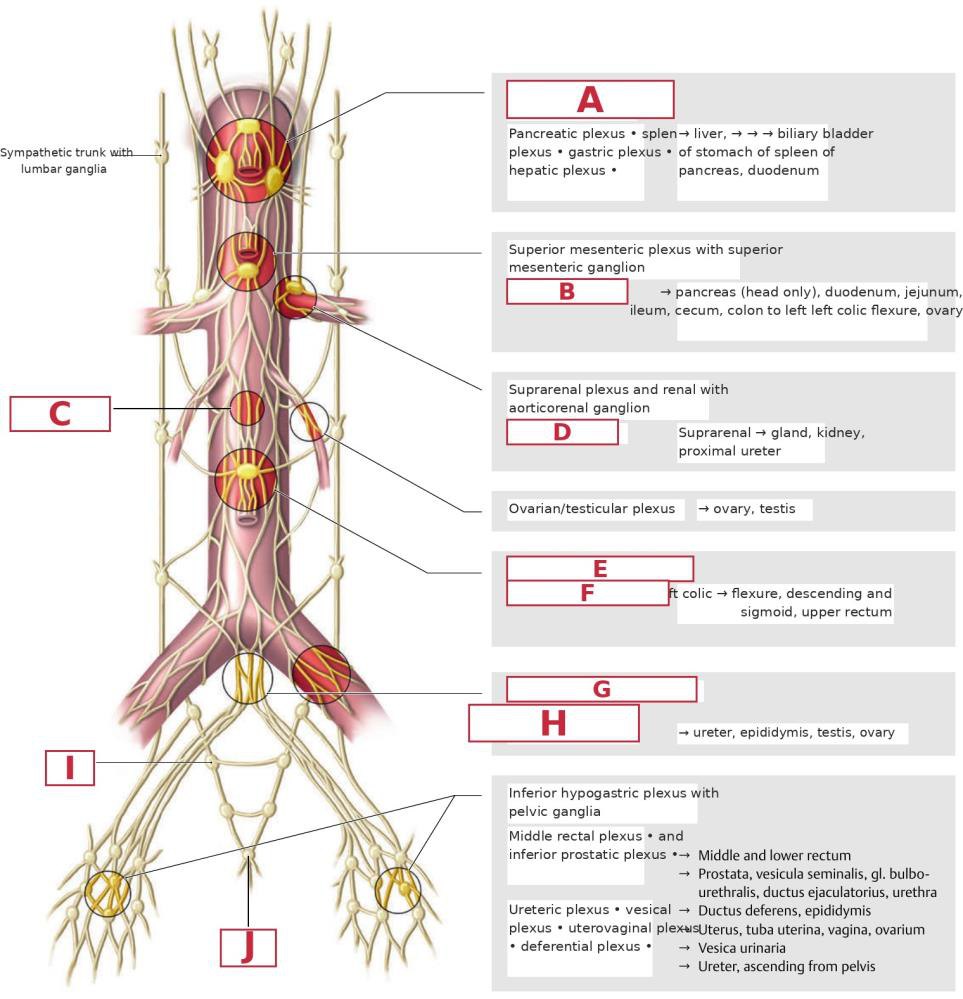 A
Pancreatic plexus • splen→ liver, → → → biliary bladder
plexus • gastric plexus • of stomach of spleen of
hepatic plexus • pancreas, duodenum
Sympathetic trunk with
lumbar ganglia
Superior mesenteric plexus with superior
mesenteric ganglion
B → pancreas (head only), duodenum, jejunum,
ileum, cecum, colon to left left colic flexure, ovary
Suprarenal plexus and renal with
aorticorenal ganglion
C
D Suprarenal → gland, kidney,
proximal ureter
Ovarian/testicular plexus → ovary, testis
E
F ft colic → flexure, descending and
sigmoid, upper rectum
G
H → ureter, epididymis, testis, ovary
I
Inferior hypogastric plexus with
pelvic ganglia
Middle rectal plexus • and
inferior prostatic plexus •→ Middle and lower rectum
→ Prostata, vesicula seminalis, gl. bulbo-
urethralis, ductus ejaculatorius, urethra
Ureteric plexus • vesical → Ductus deferens, epididymis
plexus • uterovaginal plexus → Uterus, tuba uterina, vagina, ovarium
• deferential plexus • → Vesica urinaria
→ Ureter, ascending from pelvis
J